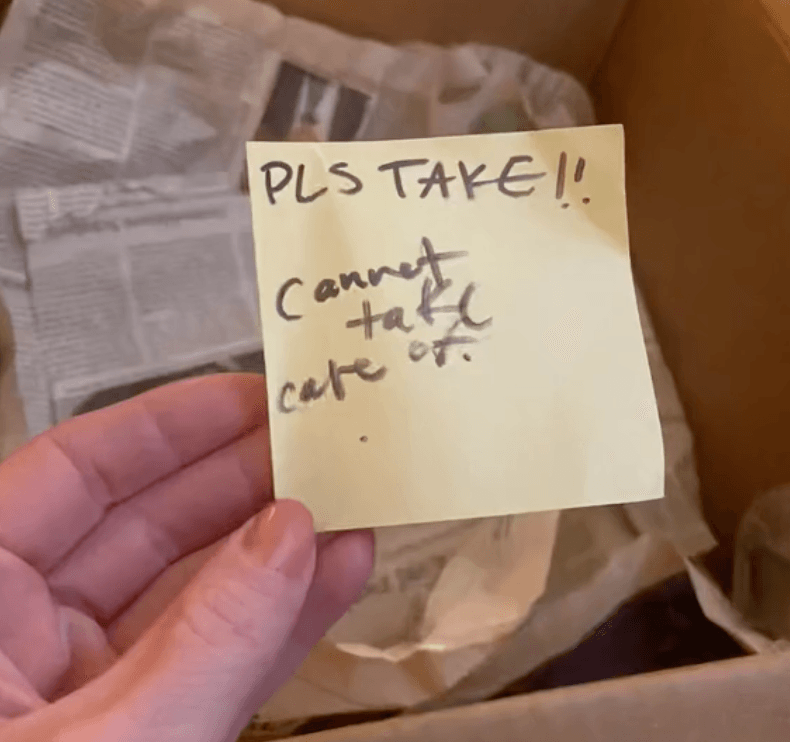 PLS TAKE!!
Cannot
take
care of.